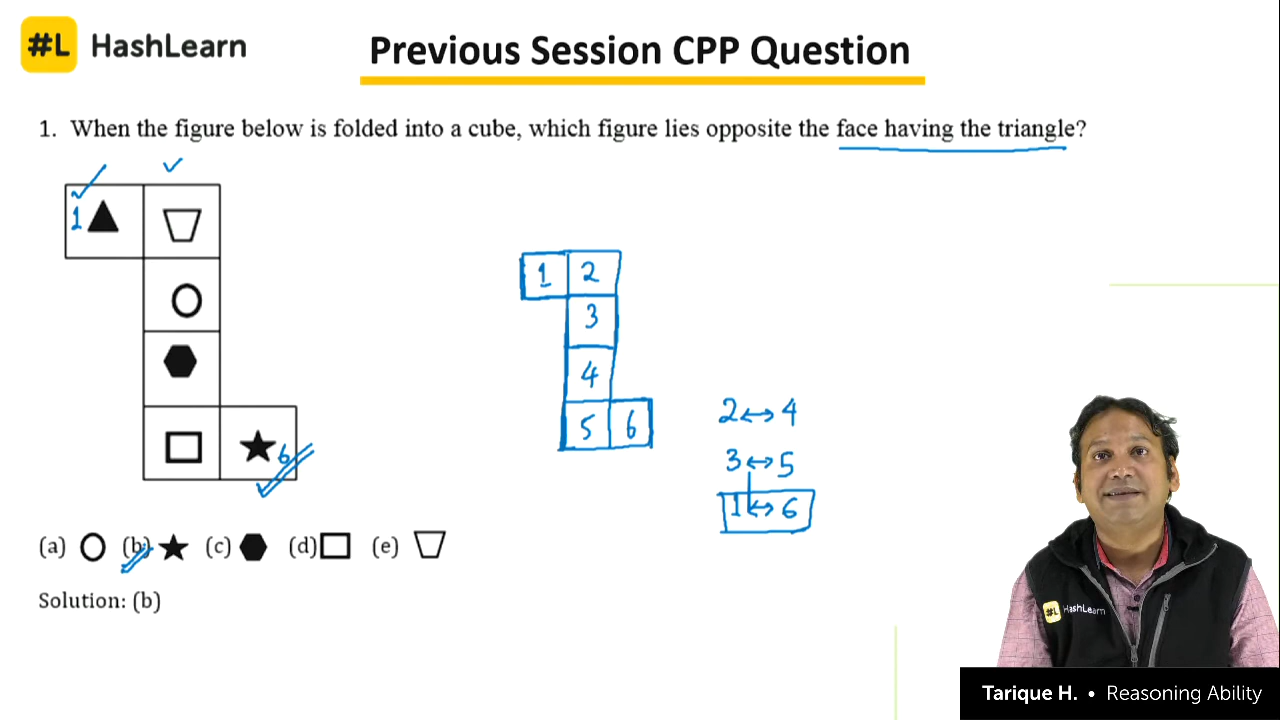 #L HashLearn
Previous Session CPP Question
1. When the figure below is folded into a cube, which figure lies opposite the face having the triangle?
1
6
1 2
3
4
5 6
2↔4
3↔5
1↔6
(a) (b) (c) (d) (e)
Solution: (b)
#L HashLearn
Tarique H. • Reasoning Ability